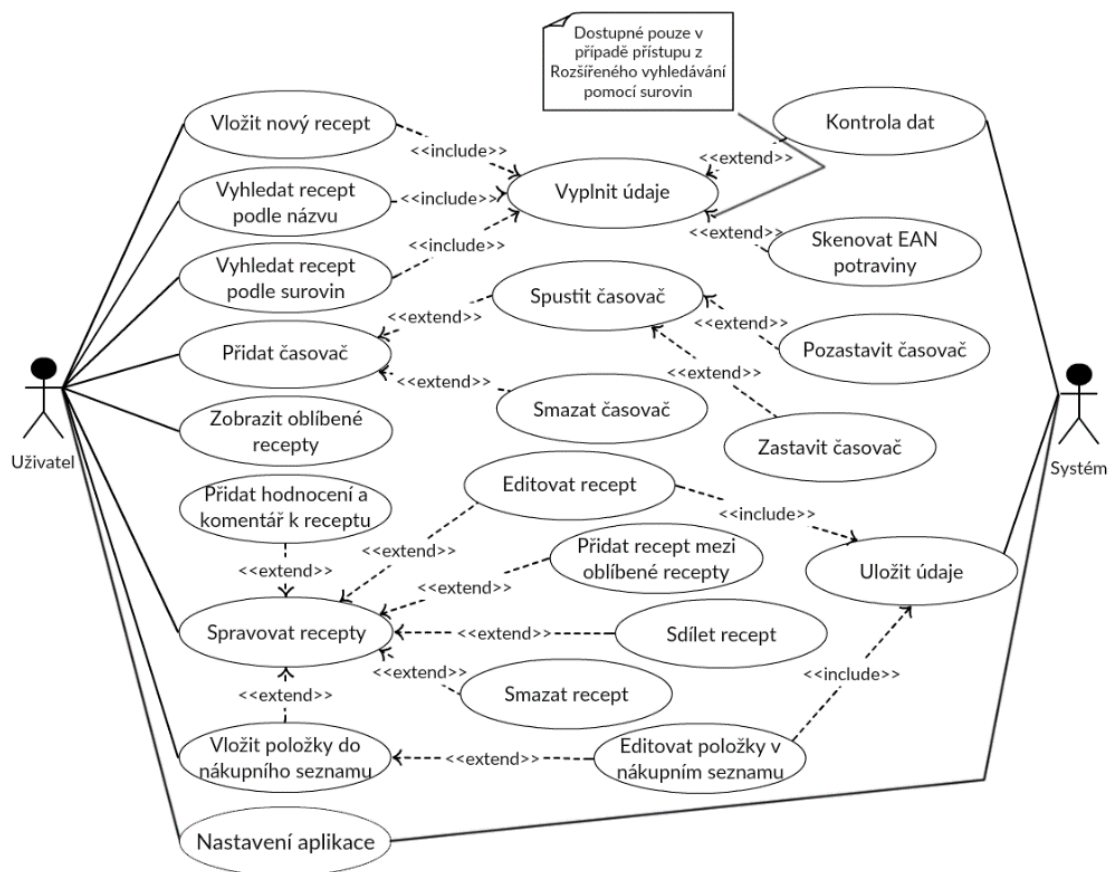 Dostupné pouze v
případě přístupu z
Rozšířeného vyhledávání
pomocí surovin
Vložit nový recept
<<include>>
Kontrola dat
<<extend>>
Vyhledat recept
podle názvu
<<include>>
Vyplnit údaje
<<extend>>
Skenovat EAN
potraviny
<<include>>
Vyhledat recept
podle surovin
<<extend>>
Spustit časovač
<<extend>>
Přidat časovač
Pozastavit časovač
<<extend>>
<<extend>>
Smazat časovač
Zobrazit oblíbené
recepty
Zastavit časovač
Uživatel
Systém
Přidat hodnocení a
komentář k receptu
Editovat recept
<<include>>
<<extend>>
Přidat recept mezi
oblíbené recepty
<<extend>>
<<extend>>
Uložit údaje
Spravovat recepty
<<extend>>
Sdílet recept
<<extend>>
Smazat recept
<<include>>
<<extend>>
Vložit položky do
nákupního seznamu
<<extend>>
Editovat položky v
nákupním seznamu
Nastavení aplikace